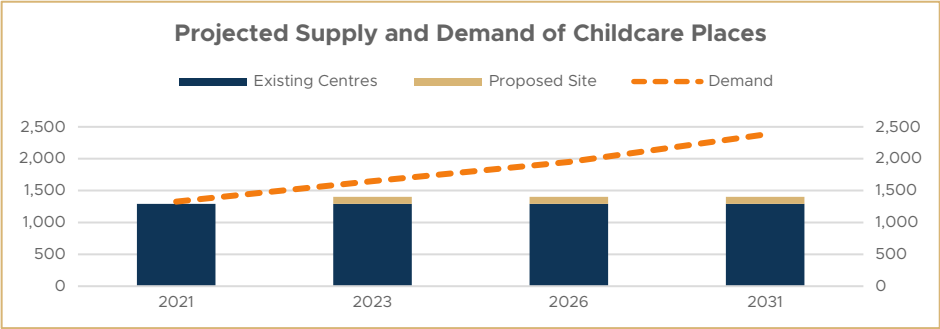 Projected Supply and Demand of Childcare Places
Existing Centres Proposed Site Demand
2,500 2,500
2,000 2,000
1,500 1,500
1,000 1,000
500 500
0 0
2021 2023 2026 2031